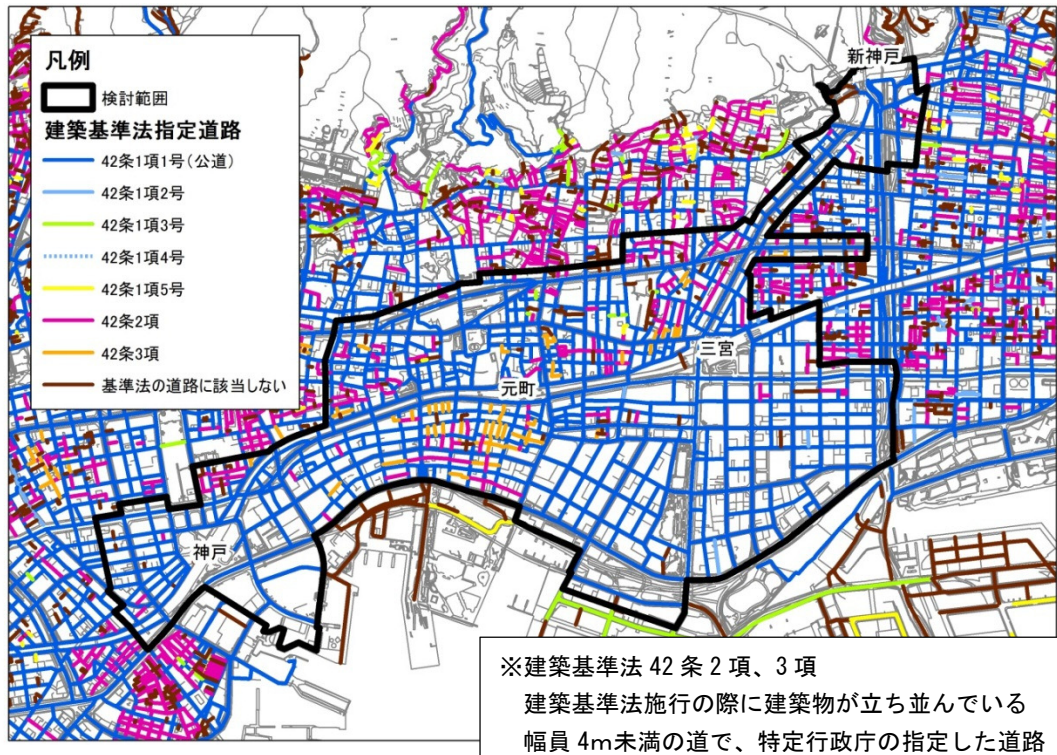 凡例
検討範囲
建築基準法指定道路
42条1項1号(公道)
42条1項2号
42条1項3号
42条1項4号
42条1項5号
42条2項
42条3項
基準法の道路に該当しない
新神戸
三宮
元町
神戸
※建築基準法 42 条 2 項、3 項
建築基準法施行の際に建築物が立ち並んでいる
幅員 4m未満の道で、特定行政庁の指定した道路